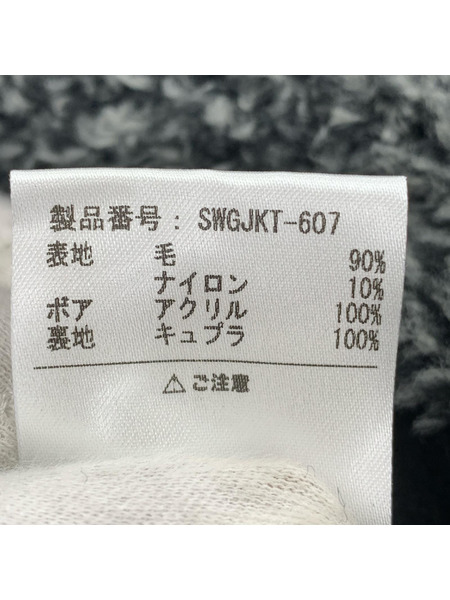 製品番号: SWGJKT-607
表地 毛 90%
ナイロン 10%
ボア アクリル 100%
裏地 キュプラ 100%
⚠ご注意